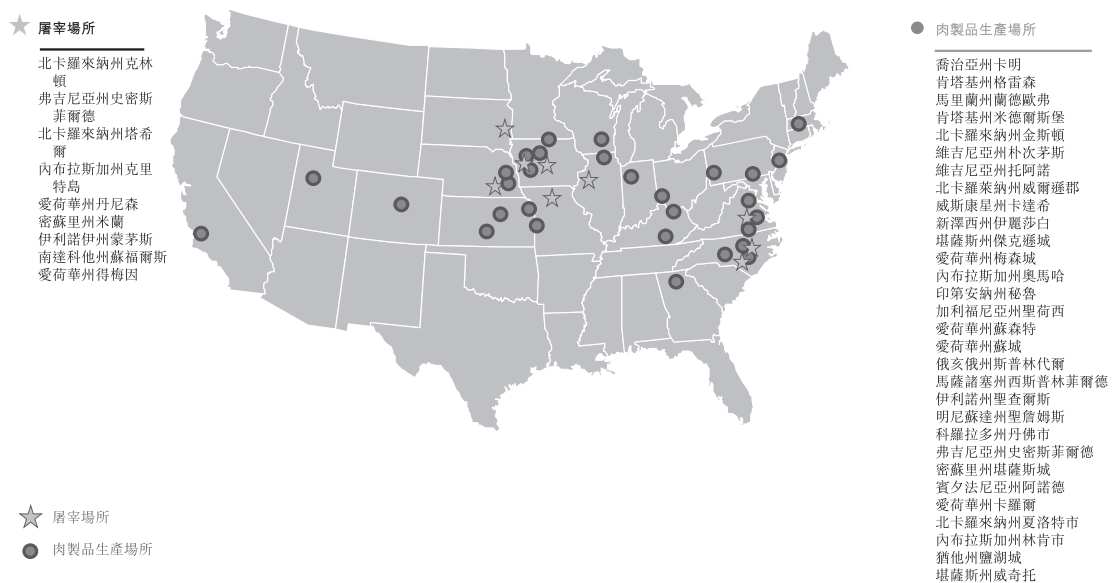 屠宰場所
北卡羅來納州克林
頓
弗吉尼亞州史密斯
菲爾德
北卡羅來納州塔希
爾
內布拉斯加州克里
特島
愛荷華州丹尼森
密蘇里州米蘭
伊利諾伊州蒙茅斯
南達科他州蘇福爾斯
愛荷華州得梅因
屠宰場所
肉製品生產場所
肉製品生產場所
喬治亞州卡明
肯塔基州格雷森
馬里蘭州蘭德歐弗
肯塔基州米德爾斯堡
北卡羅來納州金斯頓
維吉尼亞州朴次茅斯
維吉尼亞州托阿諾
北卡羅萊納州威爾遜郡
威斯康星州卡達希
新澤西州伊麗莎白
堪薩斯州傑克遜城
愛荷華州梅森城
內布拉斯加州奧馬哈
印第安納州秘魯
加利福尼亞州聖荷西
愛荷華州蘇森特
愛荷華州蘇城
俄亥俄州斯普林代爾
馬薩諸塞州西斯普林菲爾德
伊利諾州聖查爾斯
明尼蘇達州聖詹姆斯
科羅拉多州丹佛市
弗吉尼亞州史密斯菲爾德
密蘇里州堪薩斯城
賓夕法尼亞州阿諾德
愛荷華州卡羅爾
北卡羅來納州夏洛特市
內布拉斯加州林肯市
猶他州鹽湖城
堪薩斯州威奇托